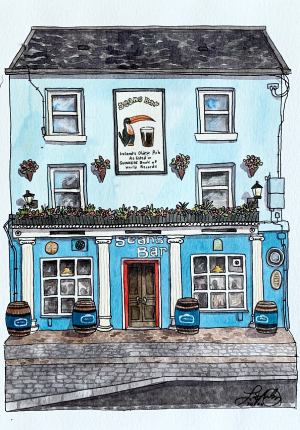 Seans Bar
Ireland's Oldest Pub
As listed in
Guinness Book of
World Records
Seans
Bar